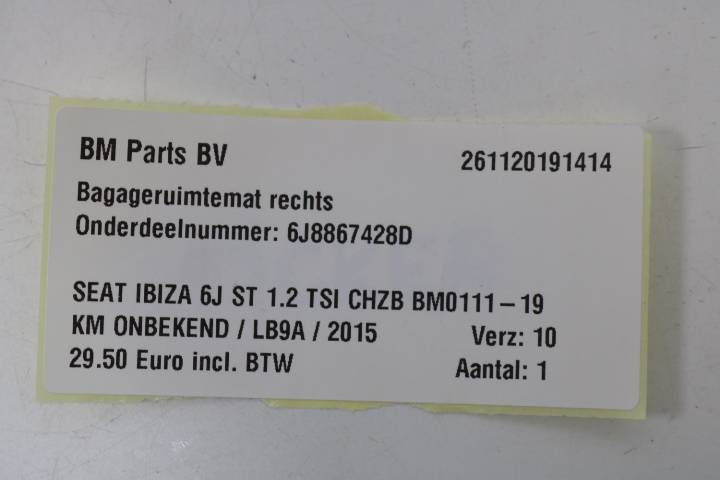 BM Parts BV 261120191414
Bagageruimtemat rechts
Onderdeelnummer: 6J8867428D
SEAT IBIZA 6J ST 1.2 TSI CHZB BM0111-19
KM ONBEKEND / LB9A / 2015 Verz: 10
29.50 Euro incl. BTW Aantal: 1